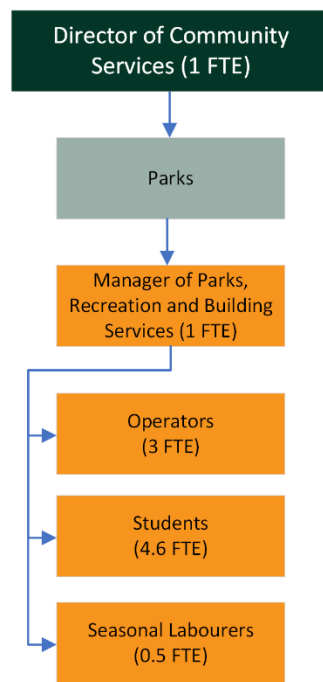 Director of Community
Services (1 FTE)
Parks
Manager of Parks,
Recreation and Building
Services (1 FTE)
Operators
(3 FTE)
Students
(4.6 FTE)
Seasonal Labourers
(0.5 FTE)